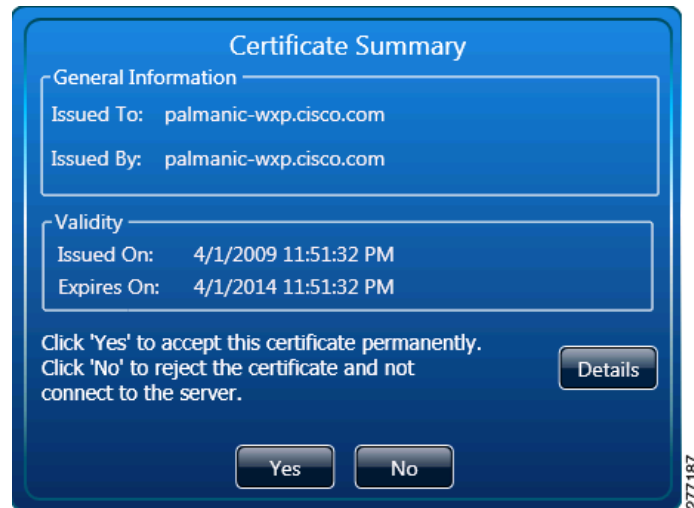 Certificate Summary
General Information
Issued To: palmanic-wxp.cisco.com
Issued By: palmanic-wxp.cisco.com
Validity
Issued On: 4/1/2009 11:51:32 PM
Expires On: 4/1/2014 11:51:32 PM
Click 'Yes' to accept this certificate permanently.
Click 'No' to reject the certificate and not
connect to the server.
Details
Yes No
277187